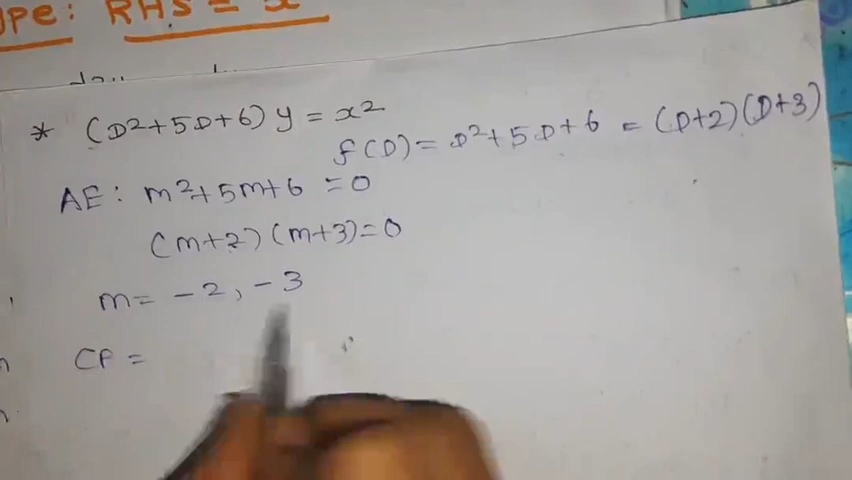 RHS = x
* (D²+5D+6) y = x²
f(D) = D²+5D+6 = (D+2)(D+3)
AE: m²+5m+6 = 0
(m+2)(m+3)=0
m= -2, -3
CF =